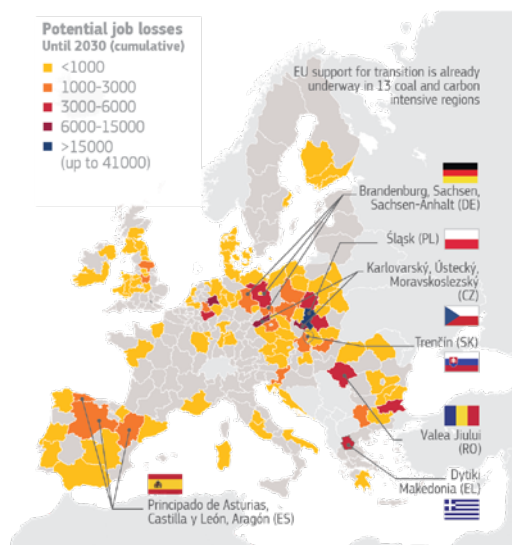 Potential job losses
Until 2030 (cumulative)
<1000
1000-3000
3000-6000
6000-15000
>15000
(up to 41000)
EU support for transition is already
underway in 13 coal and carbon
intensive regions
Brandenburg, Sachsen,
Sachsen-Anhalt (DE)
Śląsk (PL)
Karlovarský, Ústecký,
Moravskoslezský
(CZ)
Trenčín (SK)
Valea Jiului
(RO)
Dytiki
Makedonia (EL)
Principado de Asturias,
Castilla y León, Aragón (ES)